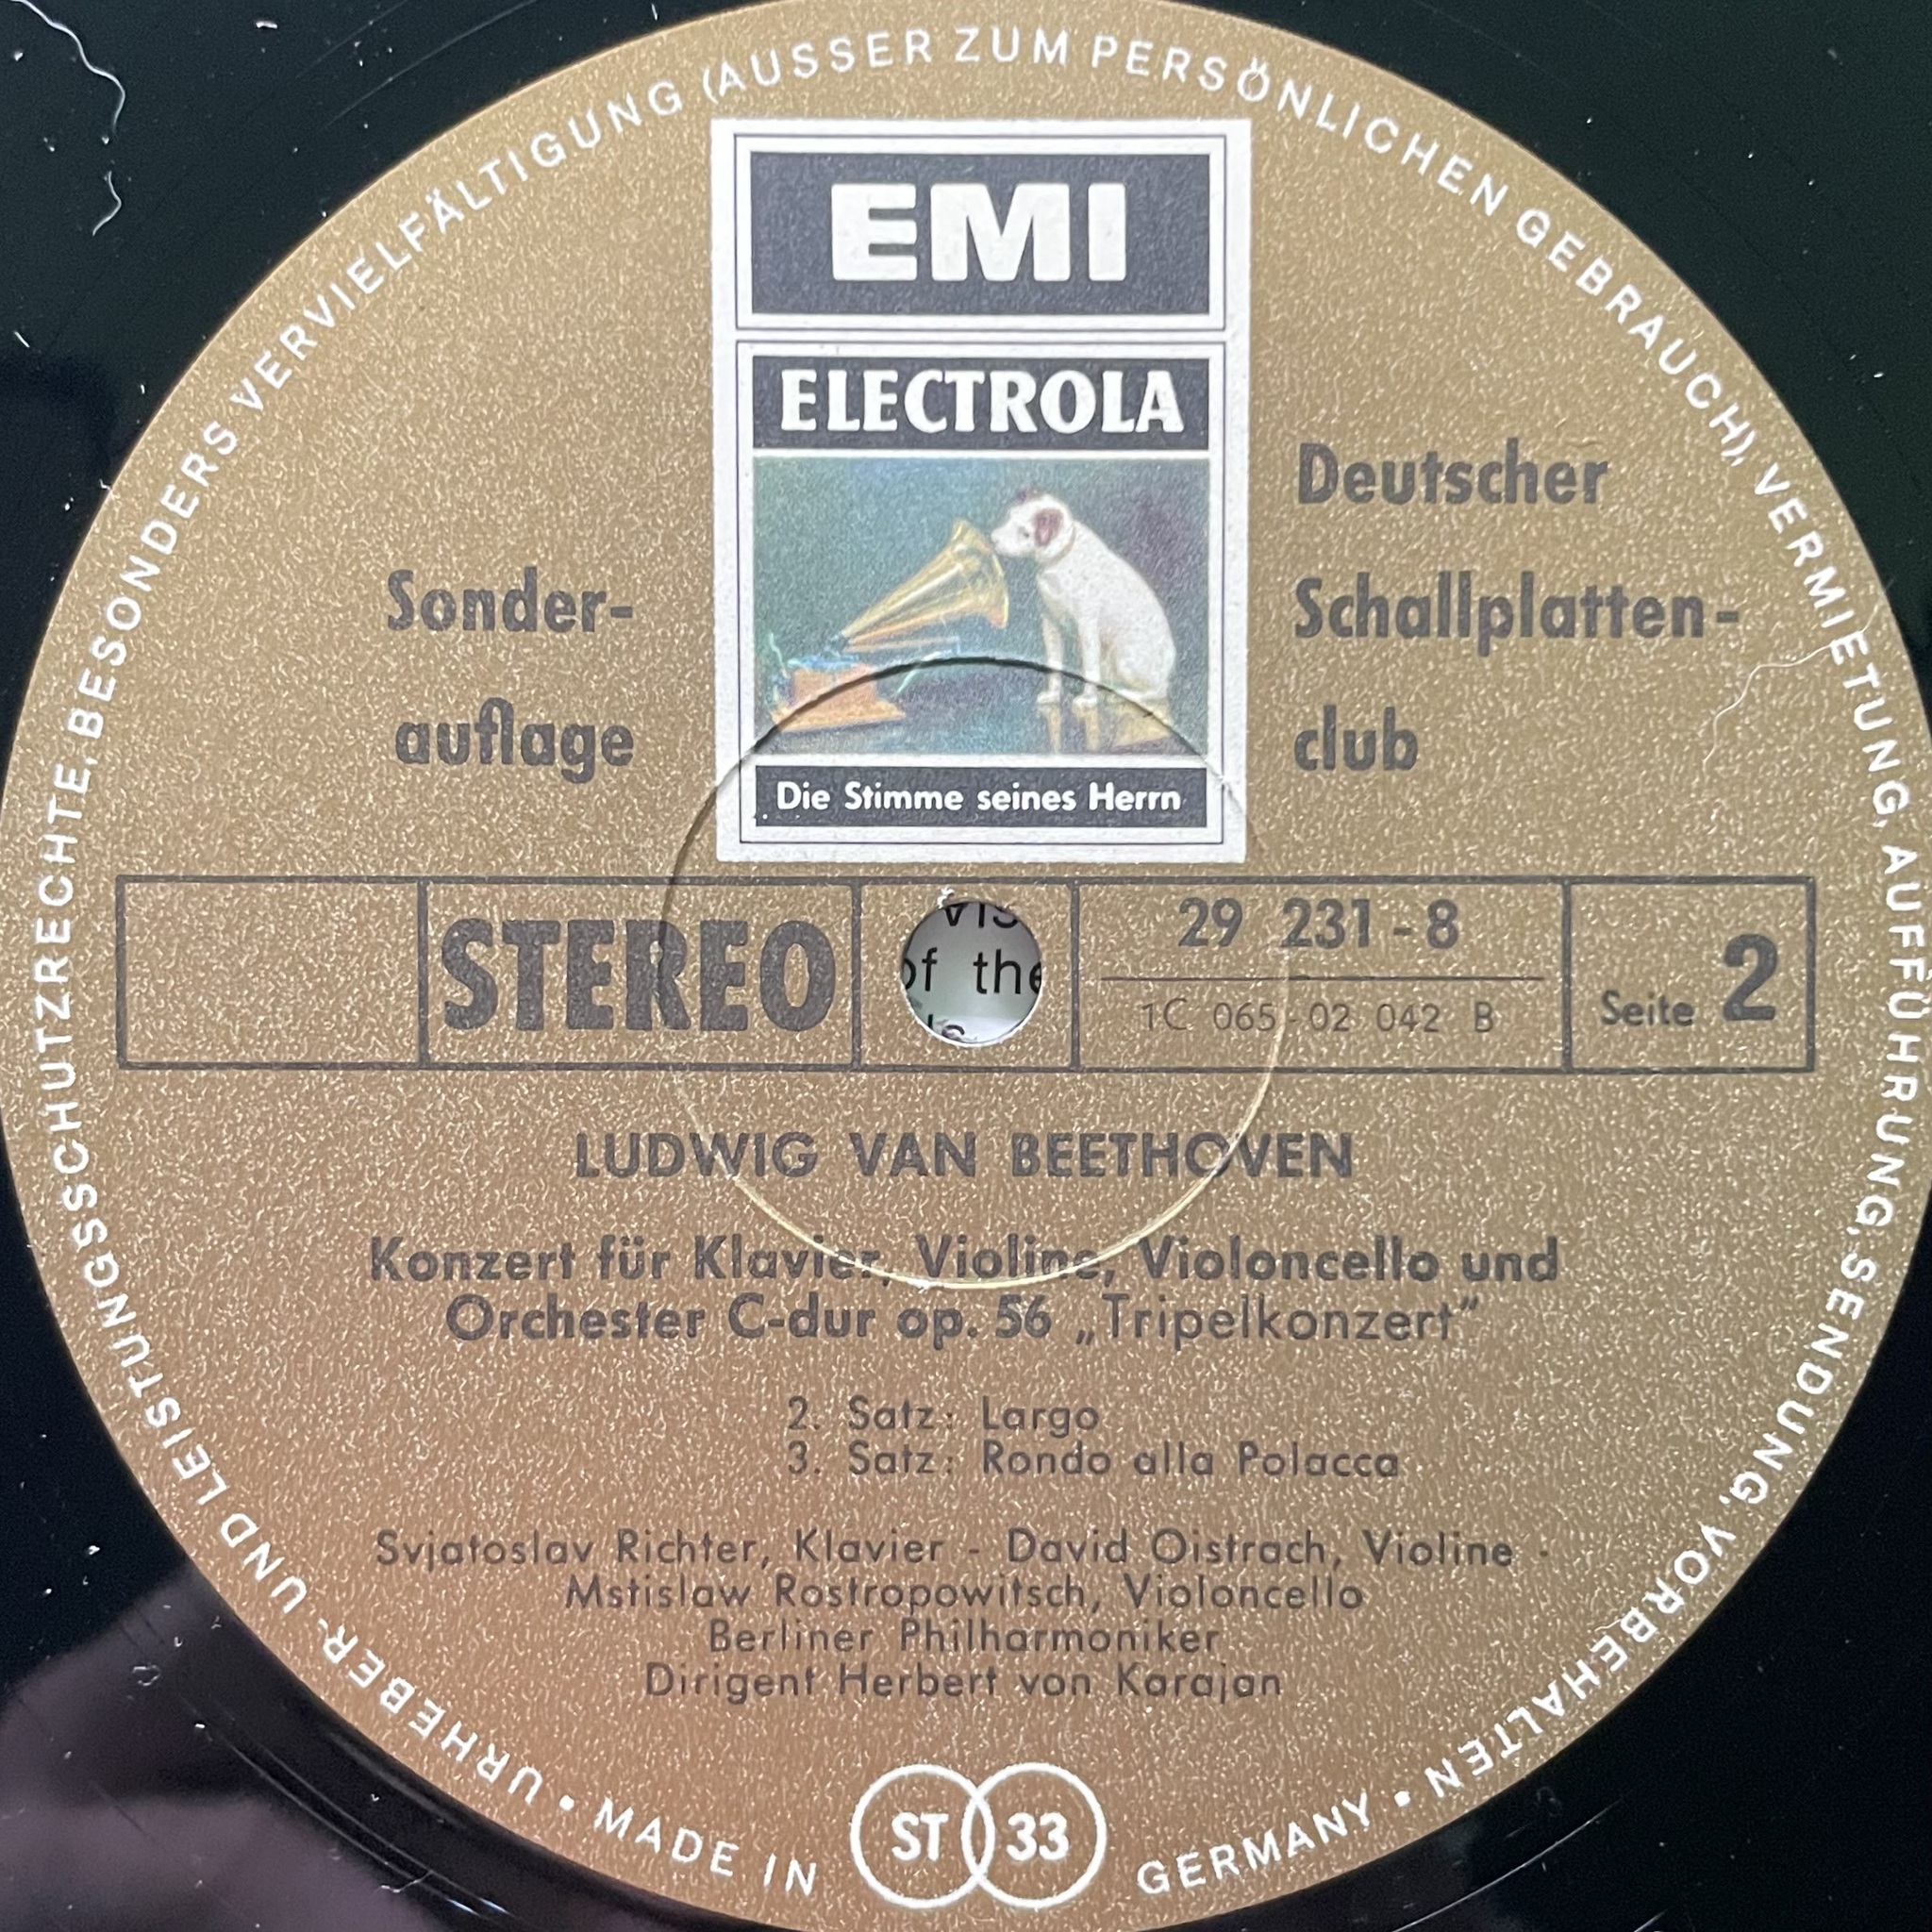 URHEBER- UND LEISTUNGSSCHUTZRECHTE, BESONDERS VERVIELFÄLTIGUNG (AUSSER ZUM PERSÖNLICHEN GEBRAUCH), VERMIETUNG, AUFFÜHRUNG, SENDUNG, VORBEHALTEN •
EMI
ELECTROLA
Die Stimme seines Herrn
Sonder-
auflage
Deutscher
Schallplatten-
club
STEREO
of the
29 231-8
1C 065-02 042 B
Seite 2
LUDWIG VAN BEETHOVEN
Konzert für Klavier, Violine, Violoncello und
Orchester C-dur op. 56 „Tripelkonzert"
2. Satz: Largo
3. Satz: Rondo alla Polacca
Svjatoslav Richter, Klavier - David Oistrach, Violine -
Mstislaw Rostropowitsch, Violoncello
Berliner Philharmoniker
Dirigent Herbert von Karajan
ST 33
• MADE IN GERMANY